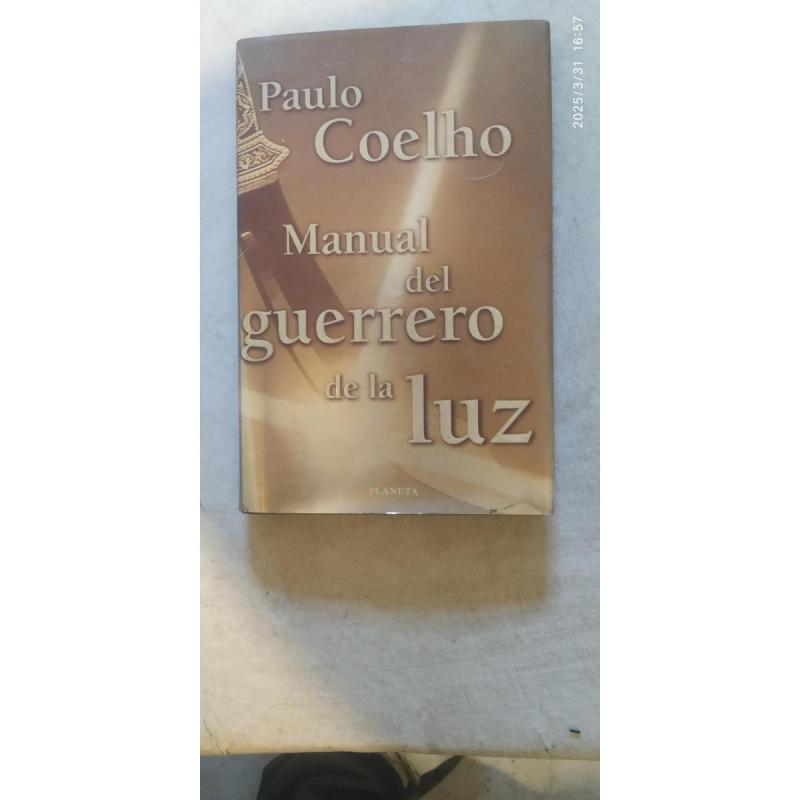 Paulo
Coelho
Manual
del
guerrero
de la
luz
PLANETA
2025/3/31 16:57